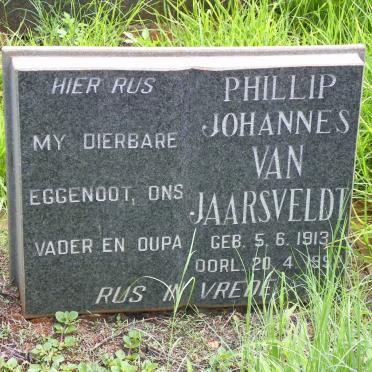 HIER RUS
MY DIERBARE
EGGENOOT, ONS
VADER EN OUPA
PHILLIP
JOHANNES
VAN
JAARSVELDT
GEB. 5. 6. 1913
OORL. 20. 4.
RUS IN VREDE